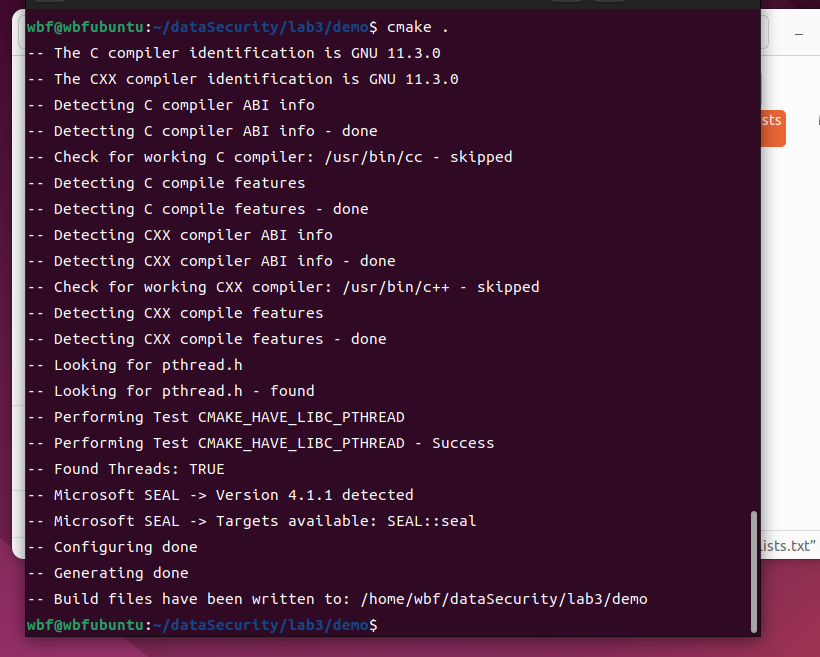 wbf@wbfubuntu:~/dataSecurity/lab3/demo$ cmake .
-- The C compiler identification is GNU 11.3.0
-- The CXX compiler identification is GNU 11.3.0
-- Detecting C compiler ABI info
-- Detecting C compiler ABI info - done
-- Check for working C compiler: /usr/bin/cc - skipped
-- Detecting C compile features
-- Detecting C compile features - done
-- Detecting CXX compiler ABI info
-- Detecting CXX compiler ABI info - done
-- Check for working CXX compiler: /usr/bin/c++ - skipped
-- Detecting CXX compile features
-- Detecting CXX compile features - done
-- Looking for pthread.h
-- Looking for pthread.h - found
-- Performing Test CMAKE_HAVE_LIBC_PTHREAD
-- Performing Test CMAKE_HAVE_LIBC_PTHREAD - Success
-- Found Threads: TRUE
-- Microsoft SEAL -> Version 4.1.1 detected
-- Microsoft SEAL -> Targets available: SEAL::seal
-- Configuring done
-- Generating done
-- Build files have been written to: /home/wbf/dataSecurity/lab3/demo
wbf@wbfubuntu:~/dataSecurity/lab3/demo$
sts
ists.txt”